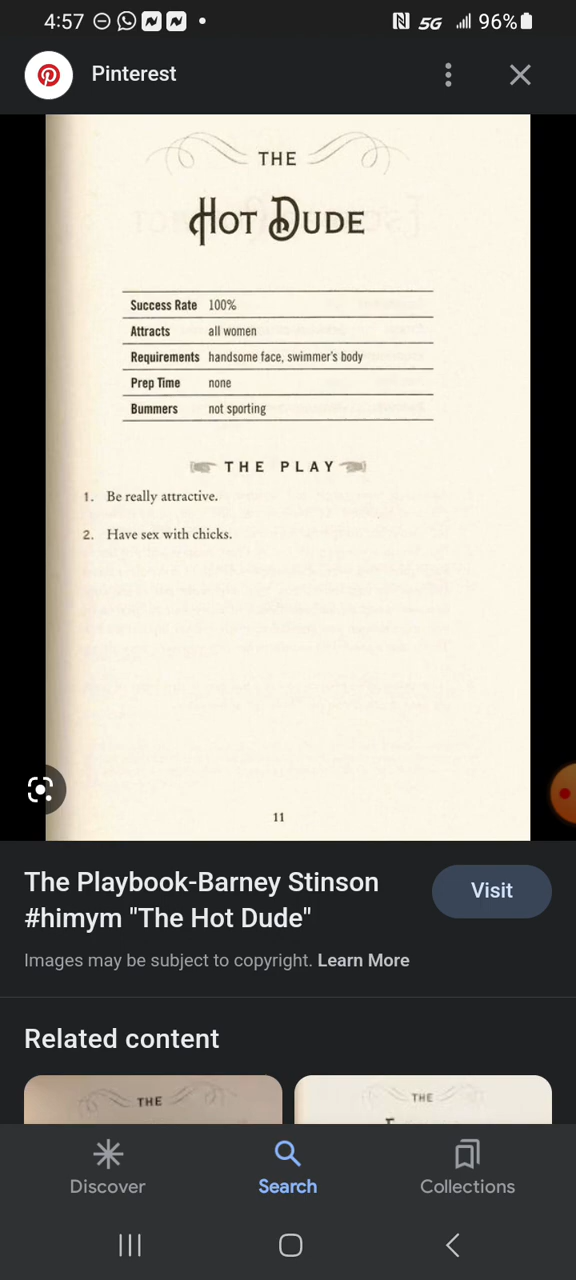 4:57
N 5G 96%
Pinterest
THE
HOT DUDE
Success Rate 100%
Attracts all women
Requirements handsome face, swimmer's body
Prep Time none
Bummers not sporting
THE PLAY
1. Be really attractive.
2. Have sex with chicks.
11
The Playbook-Barney Stinson
#himym "The Hot Dude"
Visit
Images may be subject to copyright. Learn More
Related content
THE
THE
Discover
Search
Collections